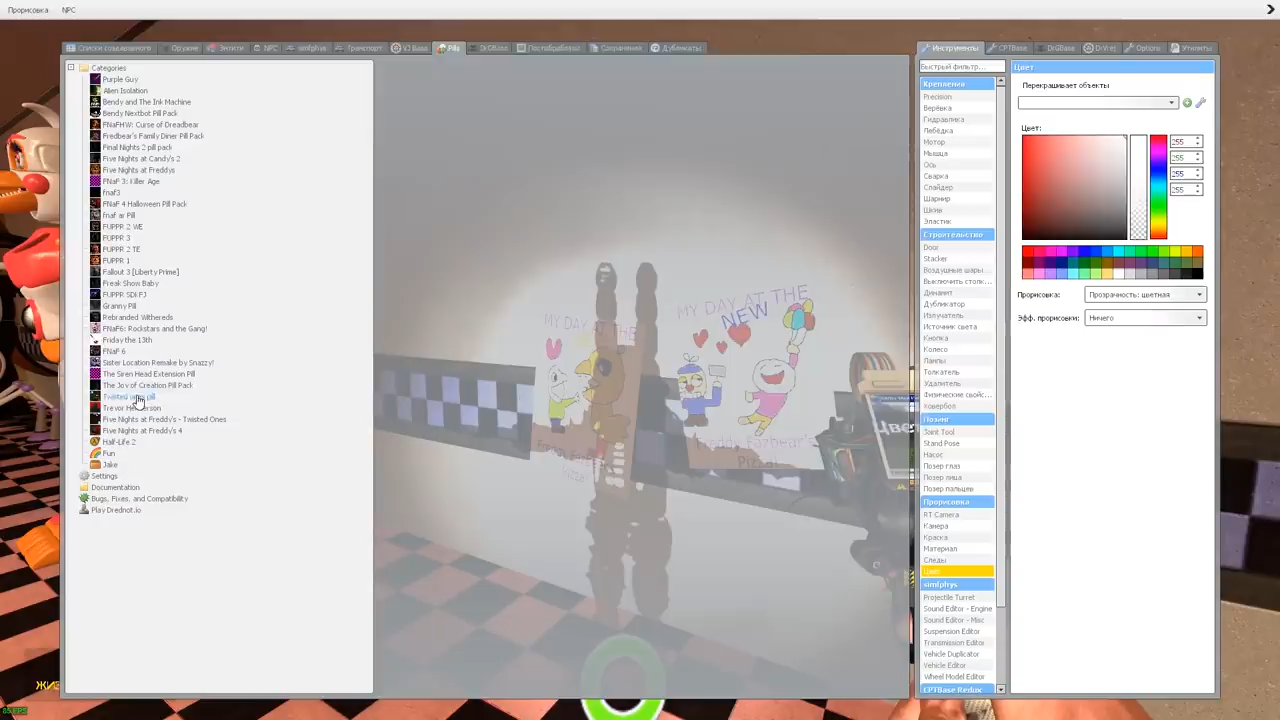 Прорисовка NPC
Списки созданного Оружие Энтити NPC simfphys Транспорт VJ Base Pills DrGBase Постобработка Сохранения Дубликаты
Categories
Purple Guy
Alien Isolation
Bendy and The Ink Machine
Bendy Nextbot Pill Pack
FNaFHW: Curse of Dreadbear
Fredbear's Family Diner Pill Pack
Final Nights 2 pill pack
Five Nights at Candy's 2
Five Nights at Freddys
FNaF 3: Killer Age
fnaf3
FNaF 4 Halloween Pill Pack
fnaf ar Pill
FUPPR 2 WE
FUPPR 3
FUPPR 2 TE
FUPPR 1
Fallout 3 [Liberty Prime]
Freak Show Baby
FUPPR SDI FJ
Granny Pill
Rebranded Withereds
FNaF6: Rockstars and the Gang!
Friday the 13th
FNAF 6
Sister Location Remake by Snazzy!
The Siren Head Extension Pill
The Joy of Creation Pill Pack
Five Nights at Freddy's - Twisted Ones
Five Nights at Freddy's 4
Half-Life 2
Fun
Jake
Settings
Documentation
Bugs, Fixes, and Compatibility
Play Drednot.io
MY DAY AT THE
MY DAY AT THE
NEW
Freddy Fazbear's
Pizza!
Инструменты CPTBase DrGBase DrVrej Options Утилиты
Быстрый фильтр...
Крепления
Precision
Верёвка
Гидравлика
Лебёдка
Мотор
Мышца
Ось
Сварка
Слайдер
Шарнир
Шкив
Эластик
Строительство
Door
Stacker
Воздушные шары
Выключить столк...
Динамит
Дубликатор
Излучатель
Источник света
Кнопка
Колесо
Лампы
Толкатель
Удалитель
Физические свойс...
Ховербол
Позинг
Joint Tool
Stand Pose
Насос
Позер глаз
Позер лица
Позер пальцев
Прорисовка
RT Camera
Камера
Краска
Материал
Следы
Цвет
simfphys
Projectile Turret
Sound Editor - Engine
Sound Editor - Misc
Suspension Editor
Transmission Editor
Vehicle Duplicator
Vehicle Editor
Wheel Model Editor
CPTBase Redux
Цвет
Перекрашивает объекты
Цвет:
255
255
255
255
Прорисовка: Прозрачность: цветная
Эфф. прорисовки: Ничего